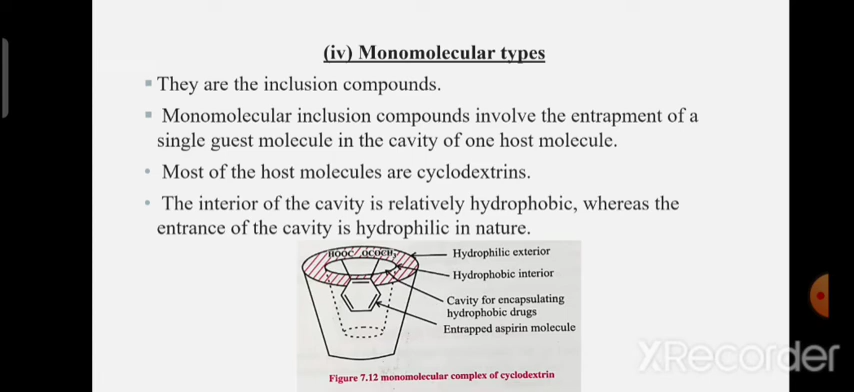 (iv) Monomolecular types
▪ They are the inclusion compounds.
▪ Monomolecular inclusion compounds involve the entrapment of a
single guest molecule in the cavity of one host molecule.
• Most of the host molecules are cyclodextrins.
• The interior of the cavity is relatively hydrophobic, whereas the
entrance of the cavity is hydrophilic in nature.
HOOC OCOCH₃
Hydrophilic exterior
Hydrophobic interior
Cavity for encapsulating
hydrophobic drugs
Entrapped aspirin molecule
Figure 7.12 monomolecular complex of cyclodextrin
XRecorder